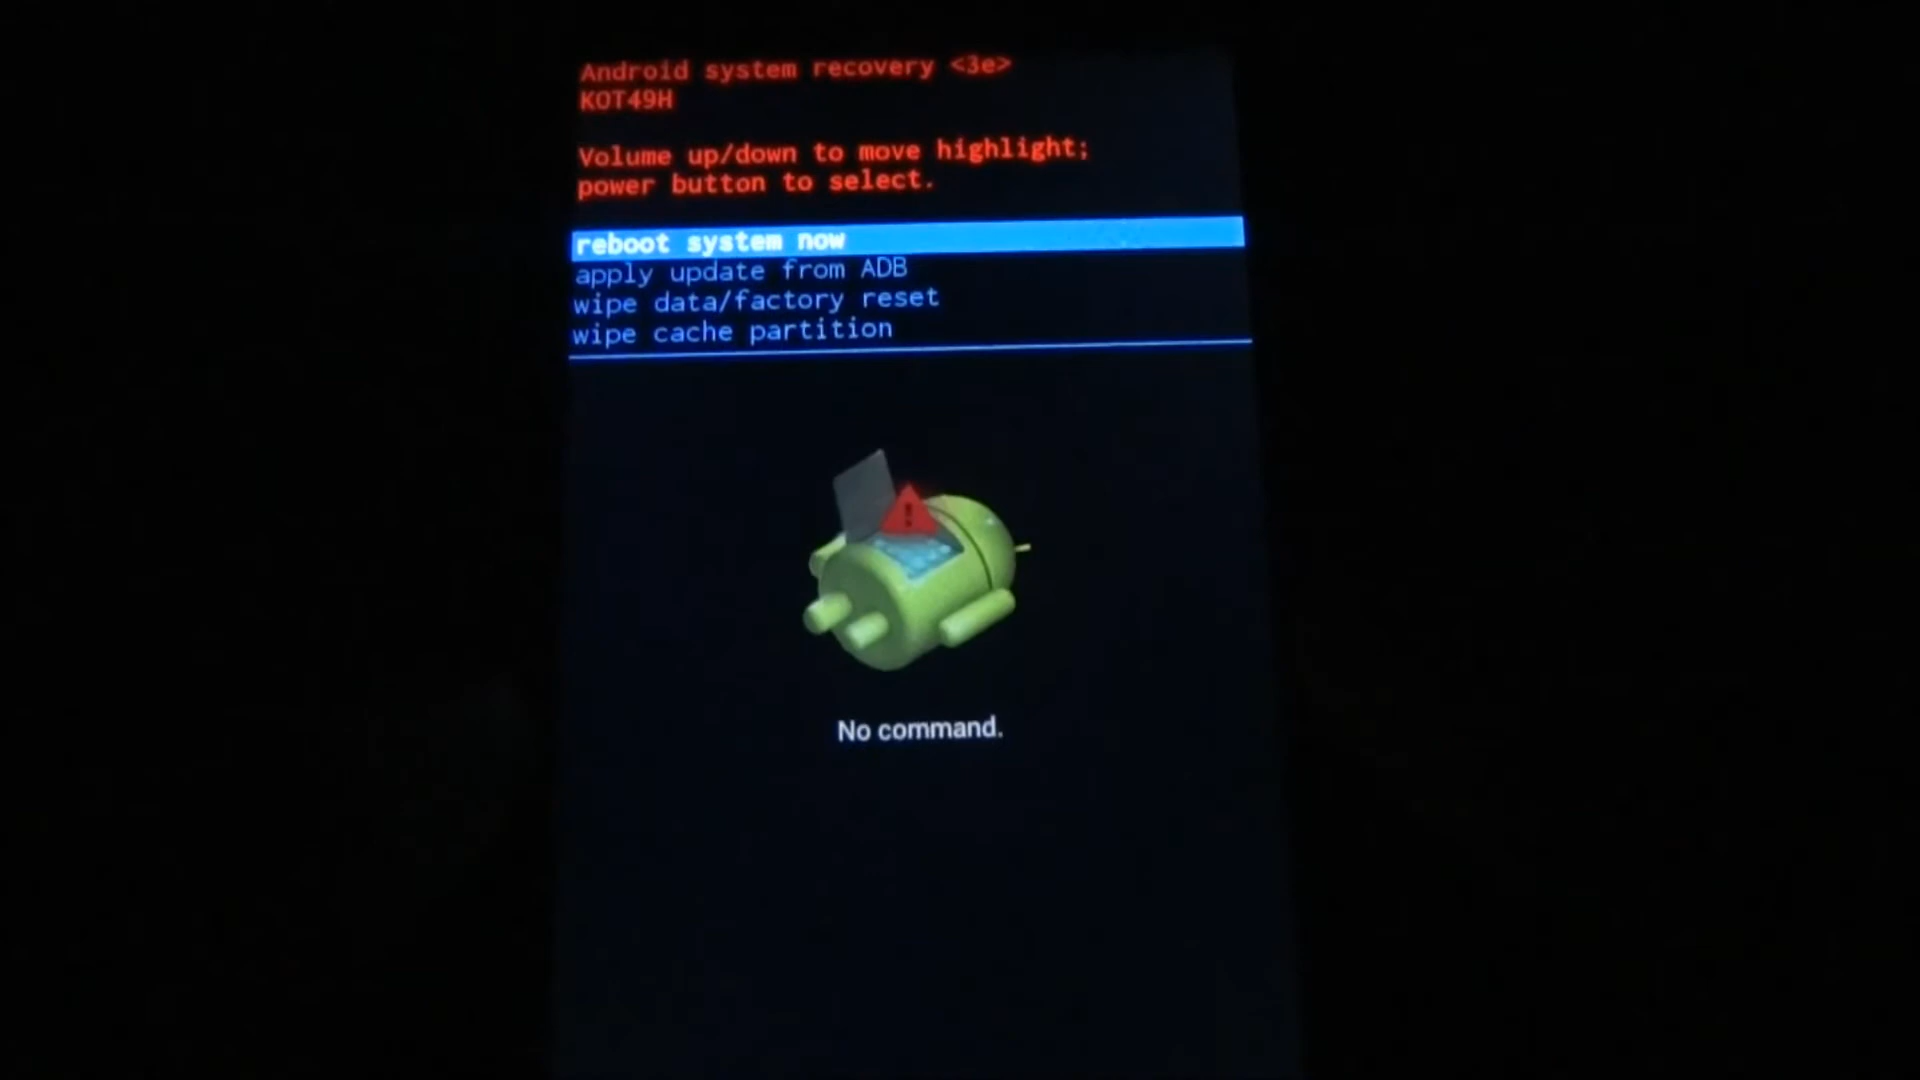 Android system recovery <3e>
KOT49H
Volume up/down to move highlight;
power button to select.
reboot system now
apply update from ADB
wipe data/factory reset
wipe cache partition
No command.